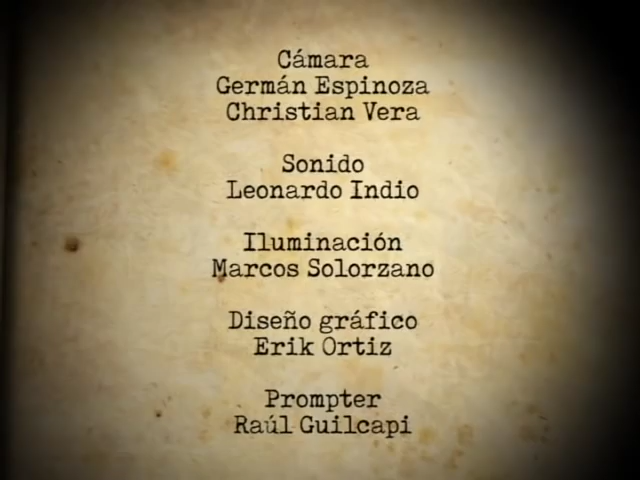 Cámara
Germán Espinoza
Christian Vera
Sonido
Leonardo Indio
Iluminación
Marcos Solorzano
Diseño gráfico
Erik Ortiz
Prompter
Raúl Guilcapi